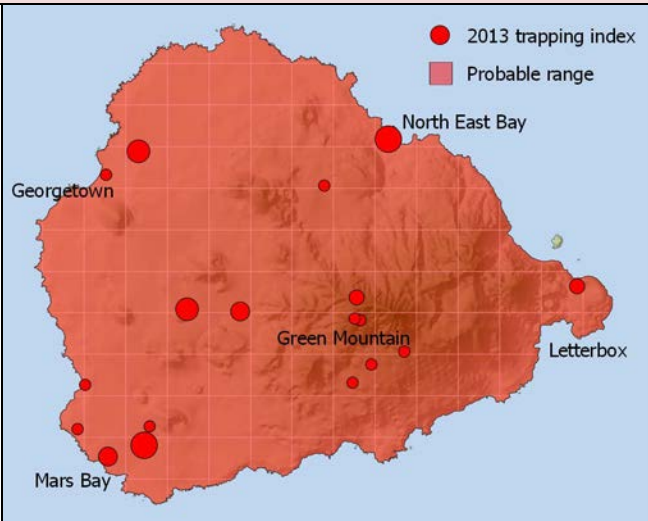 2013 trapping index
Probable range
North East Bay
Georgetown
Green Mountain
Letterbox
Mars Bay